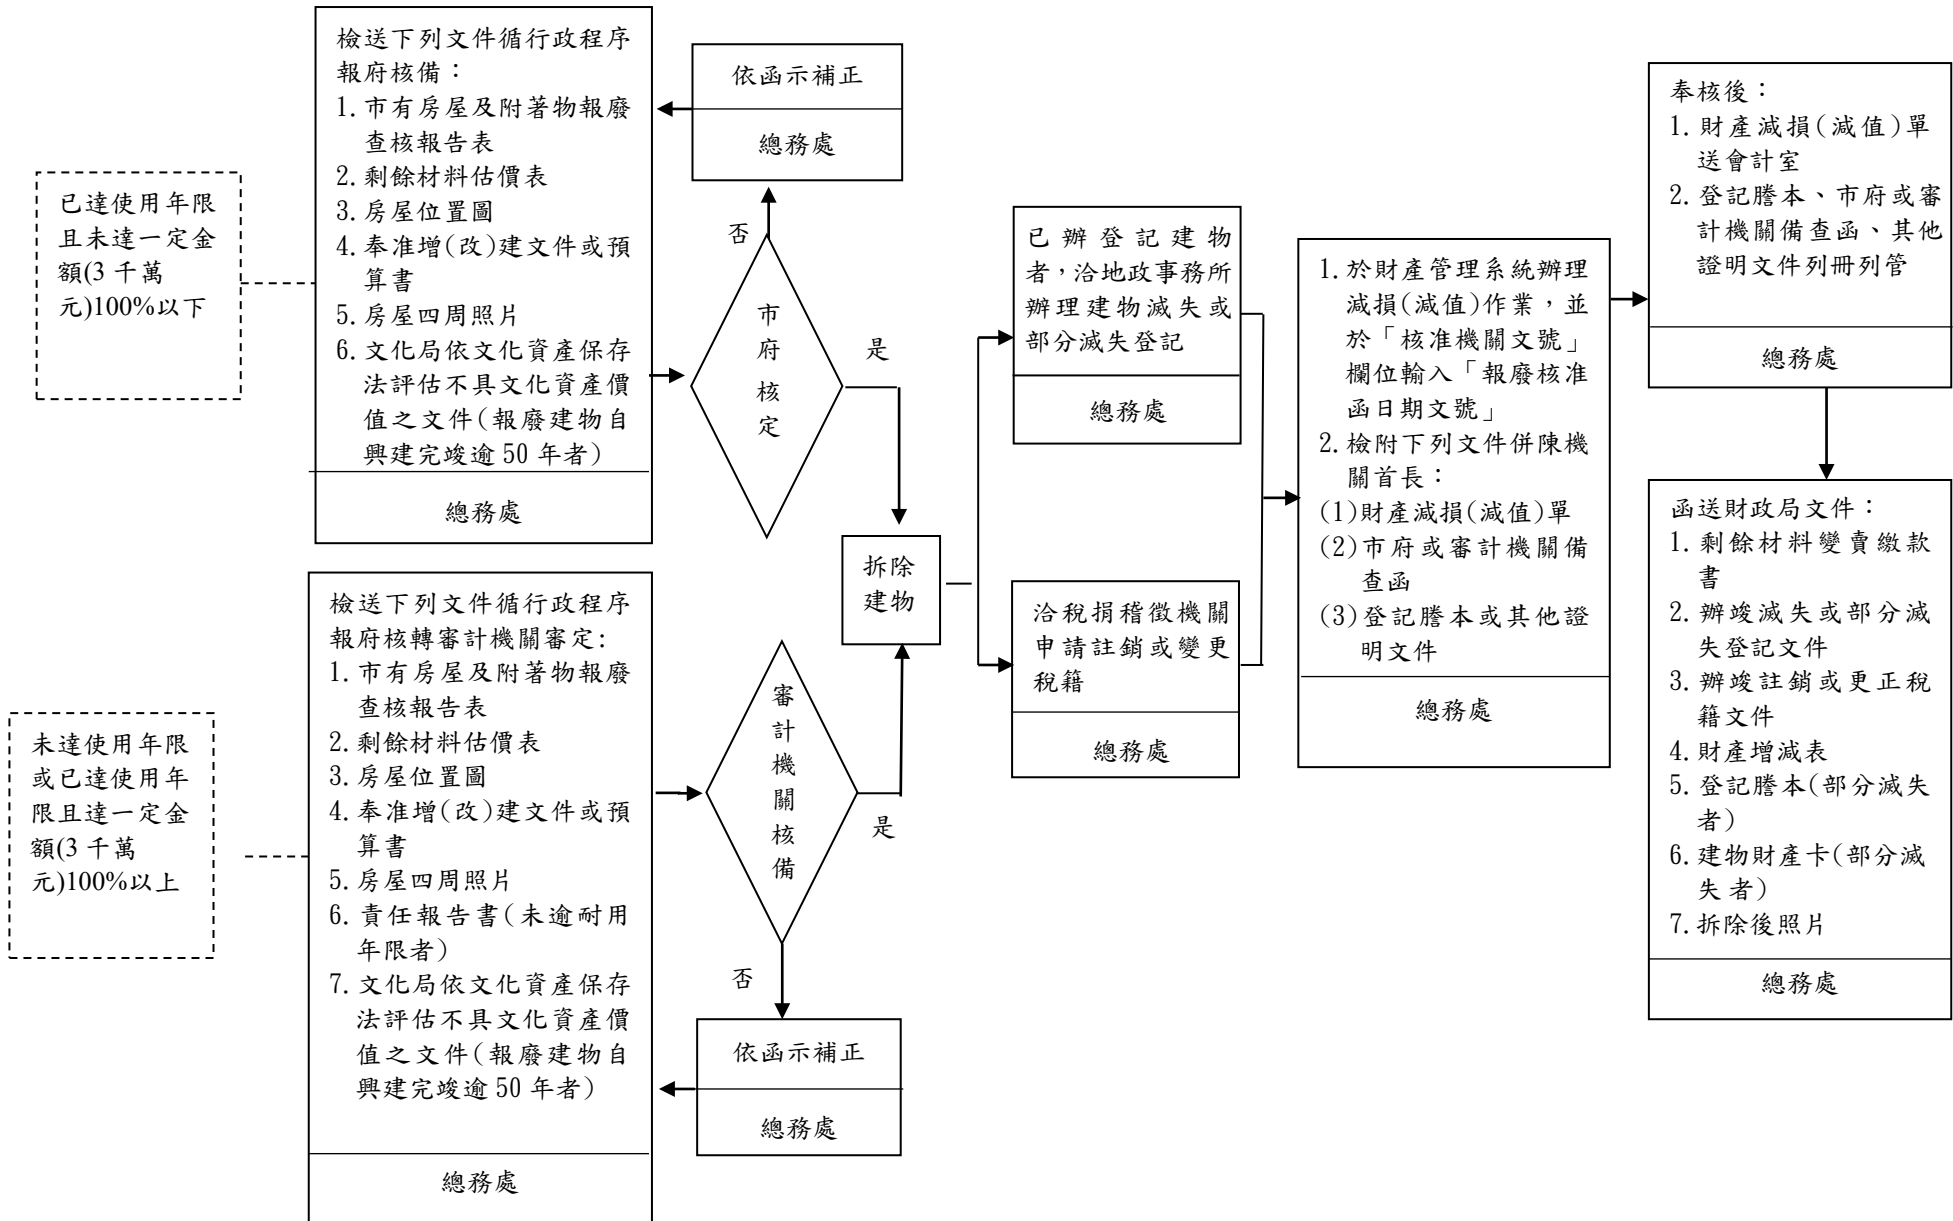 已達使用年限
且未達一定金
額(3 千萬
元)100%以下
檢送下列文件循行政程序
報府核備：
1.市有房屋及附著物報廢
查核報告表
2.剩餘材料估價表
3.房屋位置圖
4.奉准增(改)建文件或預
算書
5.房屋四周照片
6.文化局依文化資產保存
法評估不具文化資產價
值之文件(報廢建物自
興建完竣逾 50 年者)
總務處
依函示補正
總務處
否
市府核定
是
未達使用年限
或已達使用年
限且達一定金
額(3 千萬
元)100%以上
檢送下列文件循行政程序
報府核轉審計機關審定:
1.市有房屋及附著物報廢
查核報告表
2.剩餘材料估價表
3.房屋位置圖
4.奉准增(改)建文件或預
算書
5.房屋四周照片
6.責任報告書(未逾耐用
年限者)
7.文化局依文化資產保存
法評估不具文化資產價
值之文件(報廢建物自
興建完竣逾 50 年者)
總務處
審計機關核備
是
否
依函示補正
總務處
拆除
建物
已辦登記建物
者，洽地政事務所
辦理建物滅失或
部分滅失登記
總務處
洽稅捐稽徵機關
申請註銷或變更
稅籍
總務處
1.於財產管理系統辦理
減損(減值)作業，並
於「核准機關文號」
欄位輸入「報廢核准
函日期文號」
2.檢附下列文件併陳機
關首長：
(1)財產減損(減值)單
(2)市府或審計機關備
查函
(3)登記謄本或其他證
明文件
總務處
奉核後：
1.財產減損(減值)單
送會計室
2.登記謄本、市府或審
計機關備查函、其他
證明文件列冊列管
總務處
函送財政局文件：
1.剩餘材料變賣繳款
書
2.辦竣滅失或部分滅
失登記文件
3.辦竣註銷或更正稅
籍文件
4.財產增減表
5.登記謄本(部分滅失
者)
6.建物財產卡(部分滅
失者)
7.拆除後照片
總務處